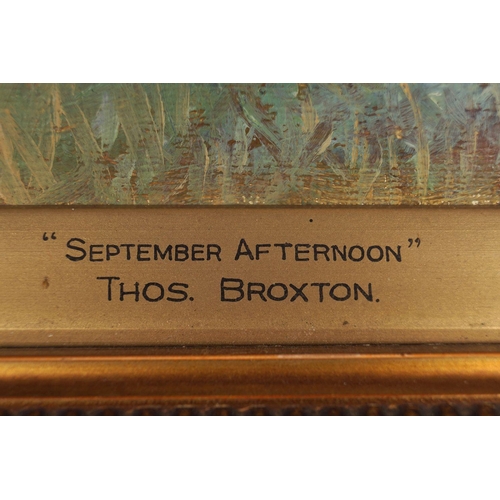 “SEPTEMBER AFTERNOON”
THOS. BROXTON.